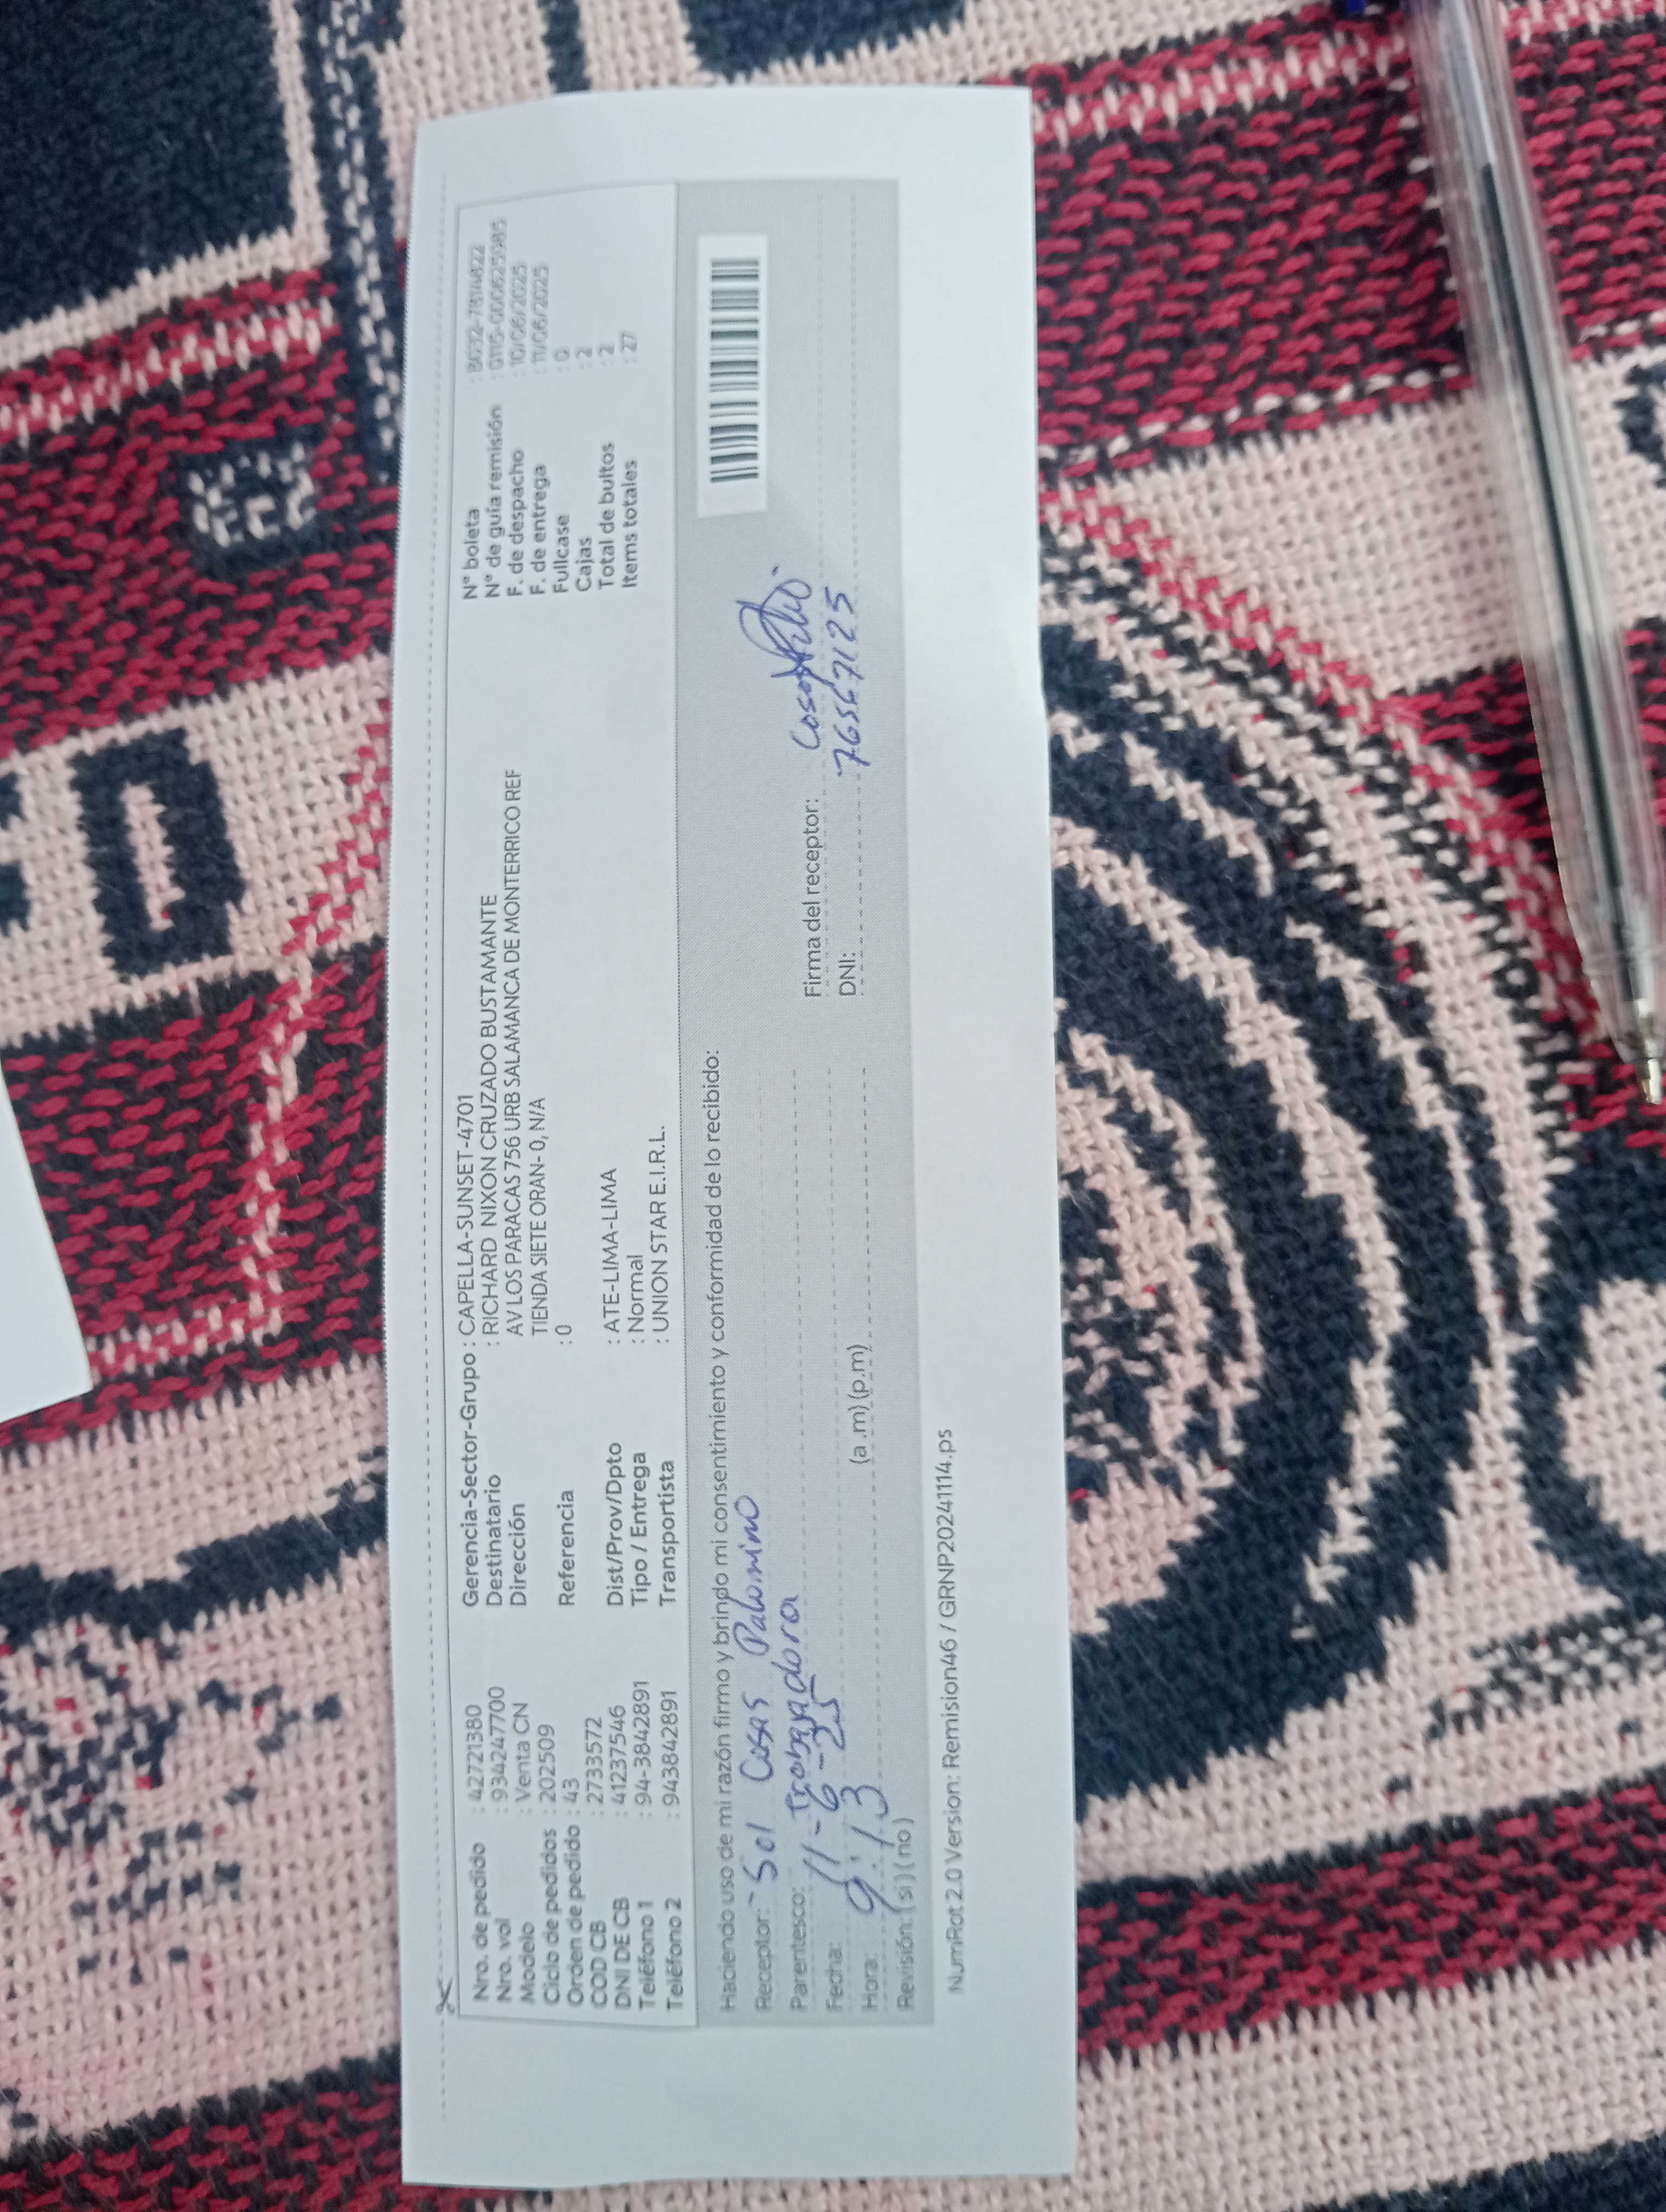 Nro. de pedido : 42721380
Nro. vol : 934247700
Modelo : Venta CN
Ciclo de pedidos : 202509
Orden de pedido : 43
COD CB : 2733572
DNI DE CB : 41237546
Teléfono 1 : 94-3842891
Teléfono 2 : 943842891
Gerencia-Sector-Grupo : CAPELLA-SUNSET-4701
Destinatario : RICHARD NIXON CRUZADO BUSTAMANTE
Dirección AV LOS PARACAS 756 URB SALAMANCA DE MONTERRICO REF
TIENDA SIETE ORAN- 0, N/A
Referencia : 0
Dist/Prov/Dpto : ATE-LIMA-LIMA
Tipo / Entrega : Normal
Transportista : UNION STAR E.I.R.L.
N° boleta
N° de guía remisión
F. de despacho : 10/06/2025
F. de entrega : 11/06/2025
Fullcase : 0
Cajas : 2
Total de bultos : 2
Items totales : 27
Haciendo uso de mi razón firmo y brindo mi consentimiento y conformidad de lo recibido:
Receptor: Sol Casas Palomino
Parentesco: Trabajadora
Fecha: 11-6-25
Hora: 9:13 (a .m) (p.m)
Revisión: ( si ) ( no )
Firma del receptor:
DNI: 76567125
NumRot 2.0 Version: Remision46 / GRNP20241114.ps